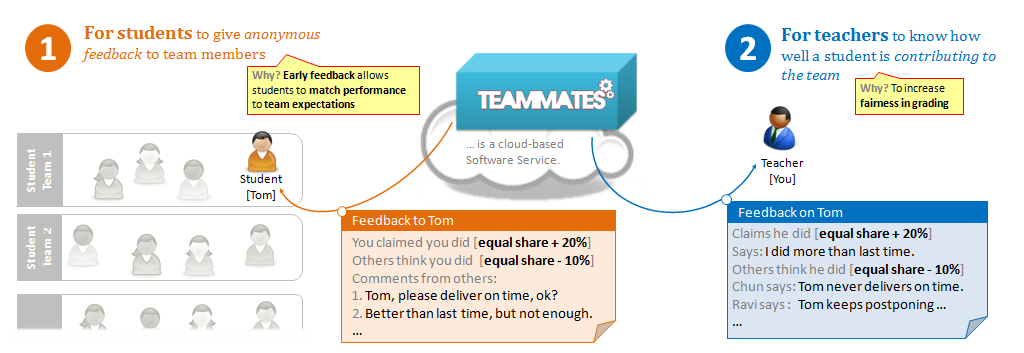 1
For students to give anonymous
feedback to team members
Why? Early feedback allows
students to match performance
to team expectations
TEAMMATES
... is a cloud-based
Software Service.
2
For teachers to know how
well a student is contributing to
the team
Why? To increase
fairness in grading
Student
Team 1
Student
[Tom]
Teacher
[You]
Student
Team 2
Feedback to Tom
You claimed you did [equal share + 20%]
Others think you did [equal share - 10%]
Comments from others:
1. Tom, please deliver on time, ok?
2. Better than last time, but not enough.
...
Feedback on Tom
Claims he did [equal share + 20%]
Says: I did more than last time.
Others think he did [equal share - 10%]
Chun says: Tom never delivers on time.
Ravi says : Tom keeps postponing ...
...